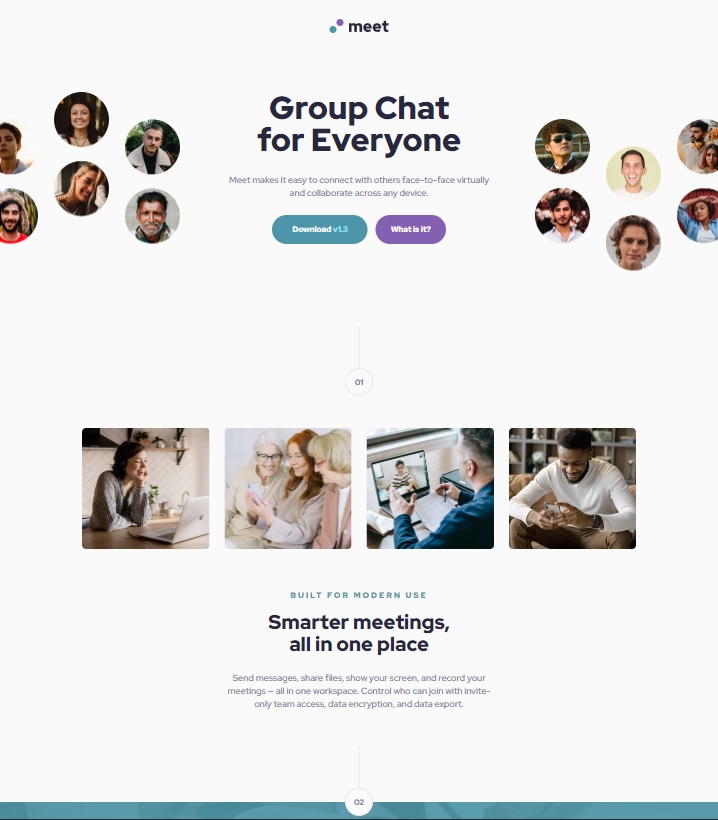 meet
Group Chat
for Everyone
Meet makes it easy to connect with others face-to-face virtually
and collaborate across any device.
Download v1.3
What is it?
01
BUILT FOR MODERN USE
Smarter meetings,
all in one place
Send messages, share files, show your screen, and record your
meetings — all in one workspace. Control who can join with invite-
only team access, data encryption, and data export.
02